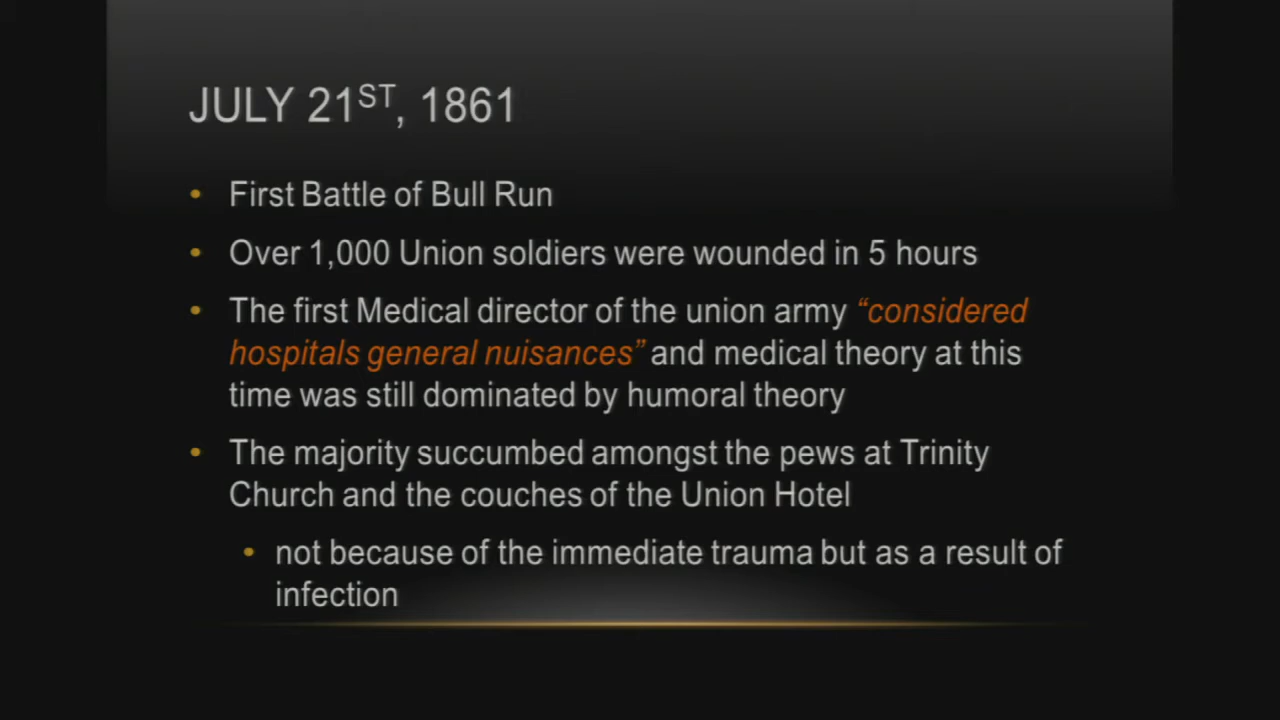 JULY 21ST, 1861
• First Battle of Bull Run
• Over 1,000 Union soldiers were wounded in 5 hours
• The first Medical director of the union army “considered
hospitals general nuisances” and medical theory at this
time was still dominated by humoral theory
• The majority succumbed amongst the pews at Trinity
Church and the couches of the Union Hotel
• not because of the immediate trauma but as a result of
infection